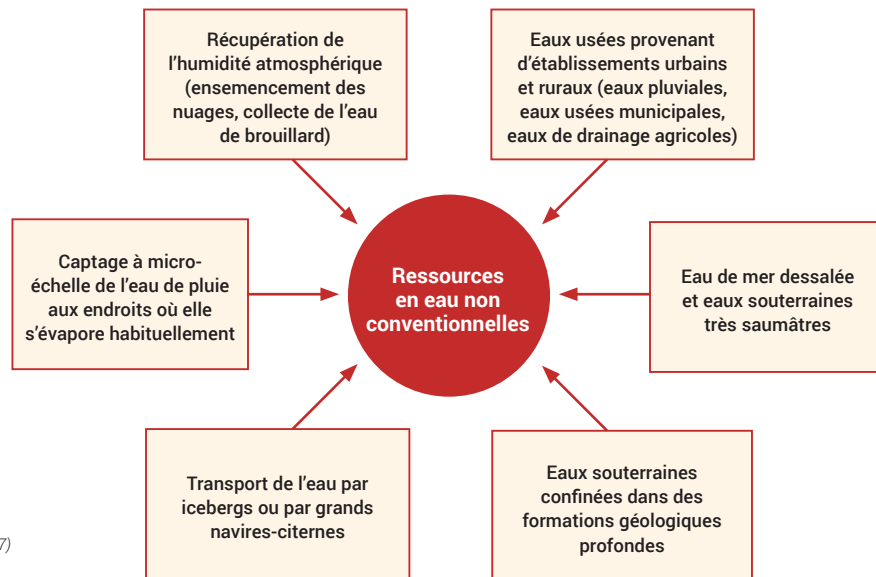 Récupération de
l'humidité atmosphérique
(ensemencement des
nuages, collecte de l'eau
de brouillard)
Eaux usées provenant
d'établissements urbains
et ruraux (eaux pluviales,
eaux usées municipales,
eaux de drainage agricoles)
Captage à micro-
échelle de l'eau de pluie
aux endroits où elle
s'évapore habituellement
Ressources
en eau non
conventionnelles
Eau de mer dessalée
et eaux souterraines
très saumâtres
Transport de l'eau par
icebergs ou par grands
navires-citernes
Eaux souterraines
confinées dans des
formations géologiques
profondes
7)